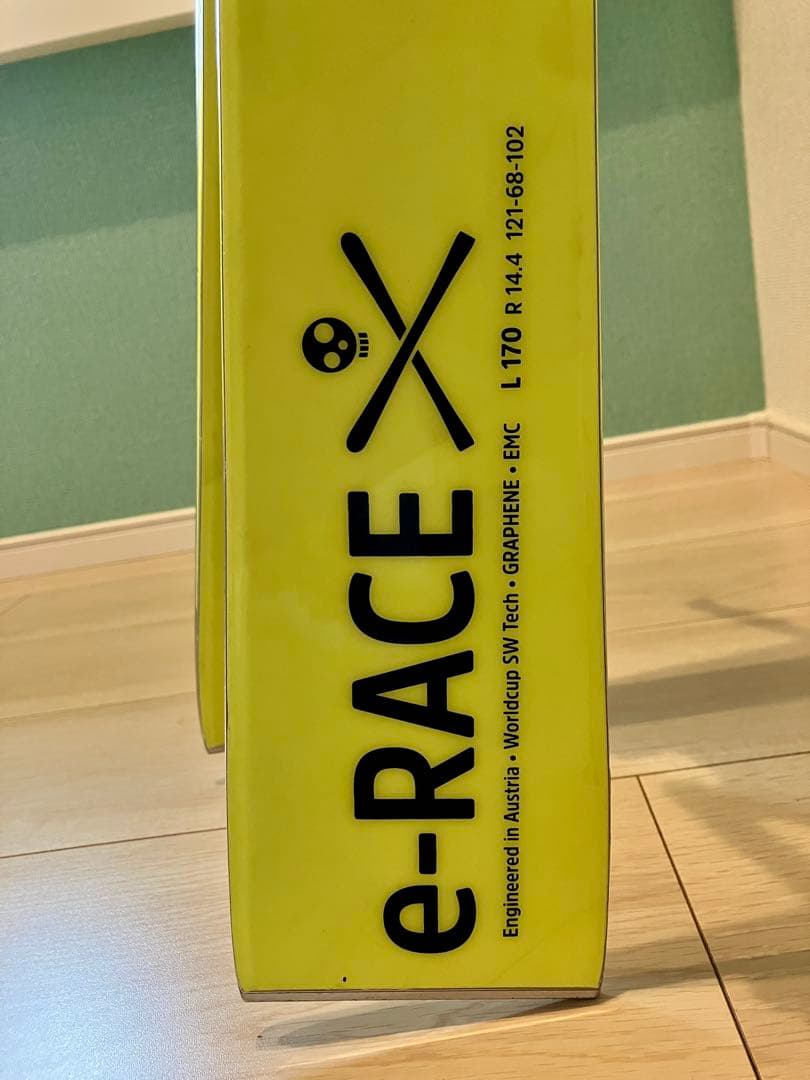 e-RACE
Engineered in Austria • Worldcup SW Tech • GRAPHENE • EMC L 170 R 14.4 121-68-102